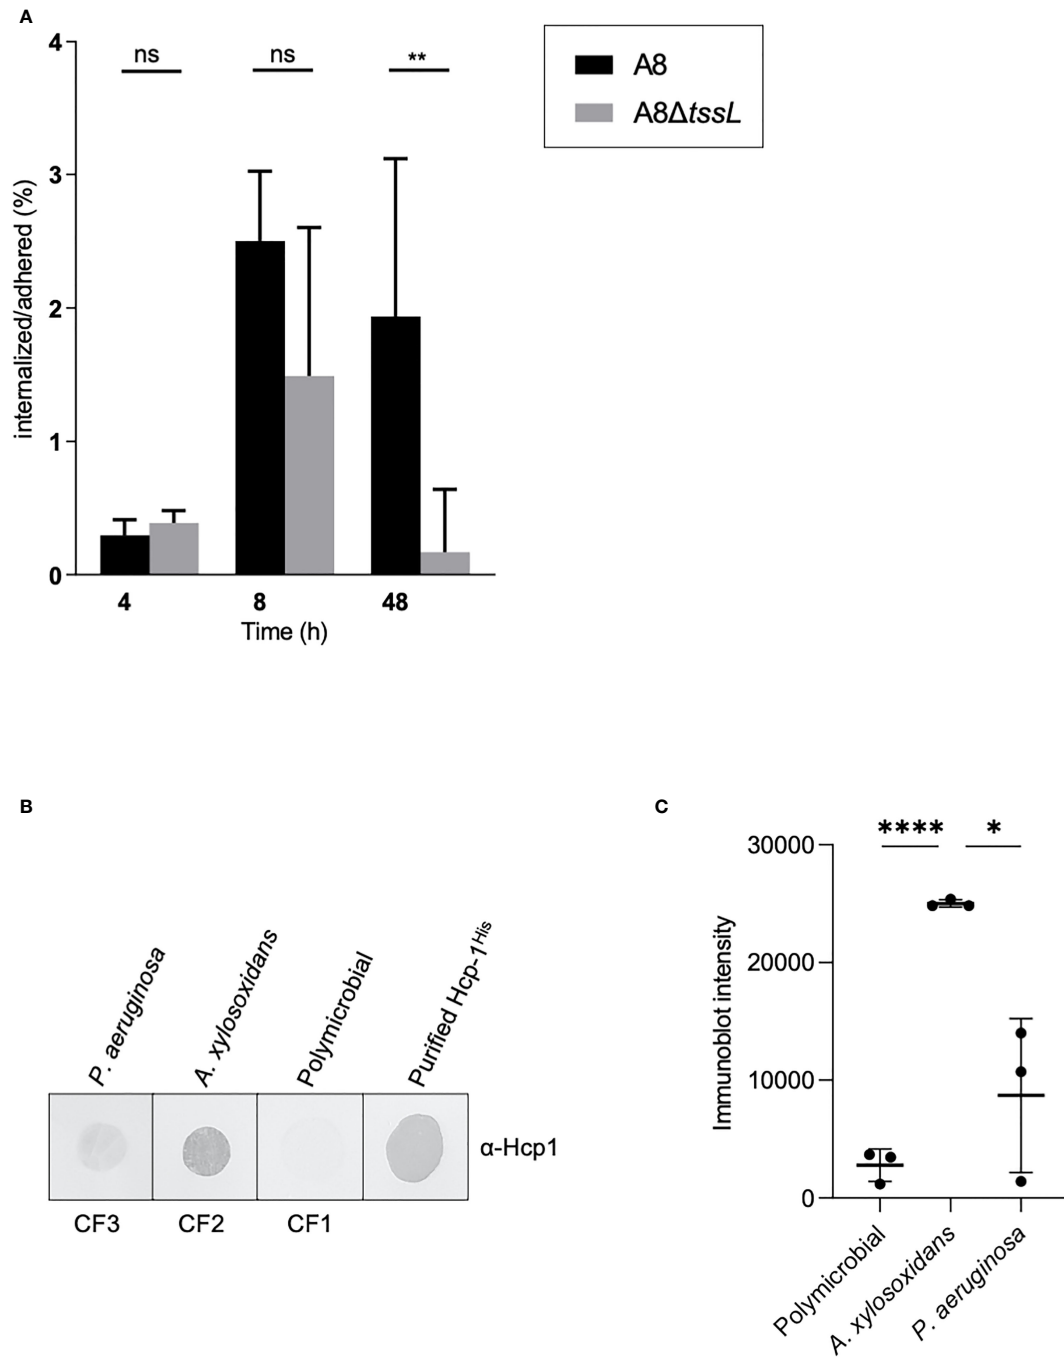 A
4
3
2
1
0
internalized/adhered (%)
ns
ns
**
4
8
48
Time (h)
A8
A8ΔtssL
B
P. aeruginosa
A. xylosoxidans
Polymicrobial
Purified Hcp-1His
α-Hcp1
CF3
CF2
CF1
C
30000
20000
10000
0
Immunoblot intensity
****
*
Polymicrobial
A. xylosoxidans
P. aeruginosa